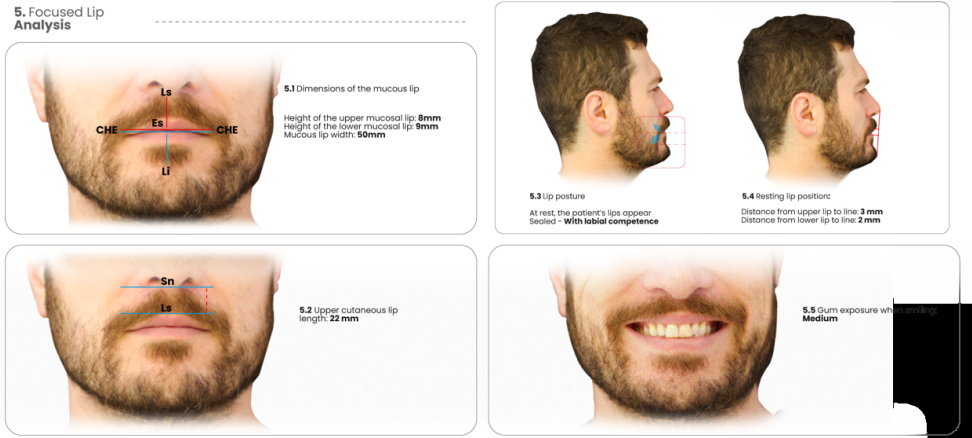 5. Focused Lip
Analysis
Ls
Es
CHE
CHE
Li
5.1 Dimensions of the mucous lip
Height of the upper mucosal lip: 8mm
Height of the lower mucosal lip: 9mm
Mucous lip width: 50mm
5.3 Lip posture
At rest, the patient's lips appear
Sealed - With labial competence
5.4 Resting lip position:
Distance from upper lip to line: 3 mm
Distance from lower lip to line: 2 mm
Sn
Ls
5.2 Upper cutaneous lip
length: 22 mm
5.5 Gum exposure when smiling:
Medium